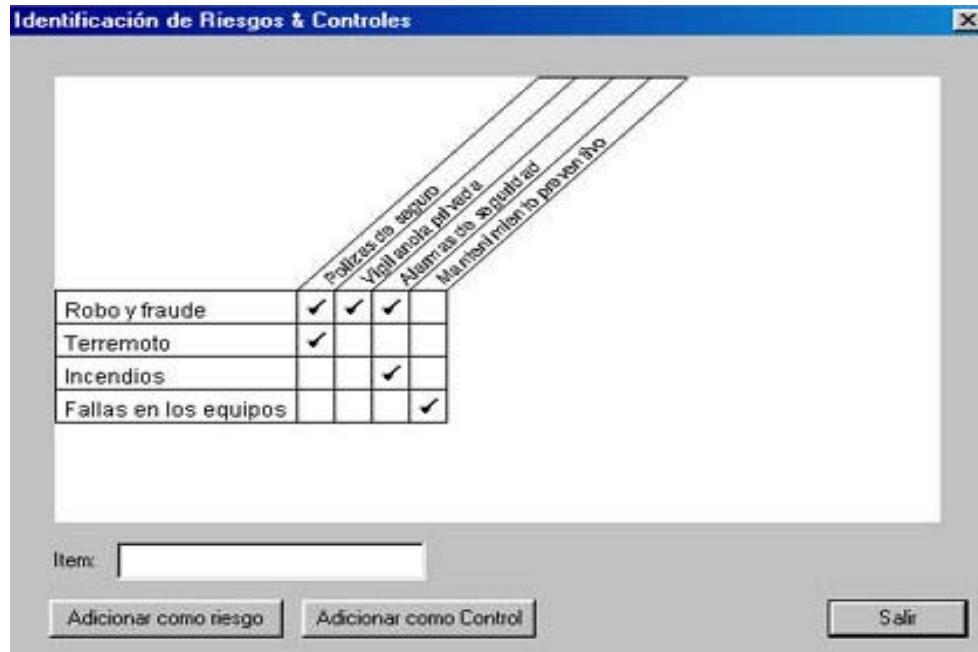 Identificación de Riesgos & Controles
Polizas de seguro
Vigilancia privada
Alarmas de seguridad
Mantenimiento preventivo
Robo y fraude
Terremoto
Incendios
Fallas en los equipos
Item:
Adicionar como riesgo
Adicionar como Control
Salir